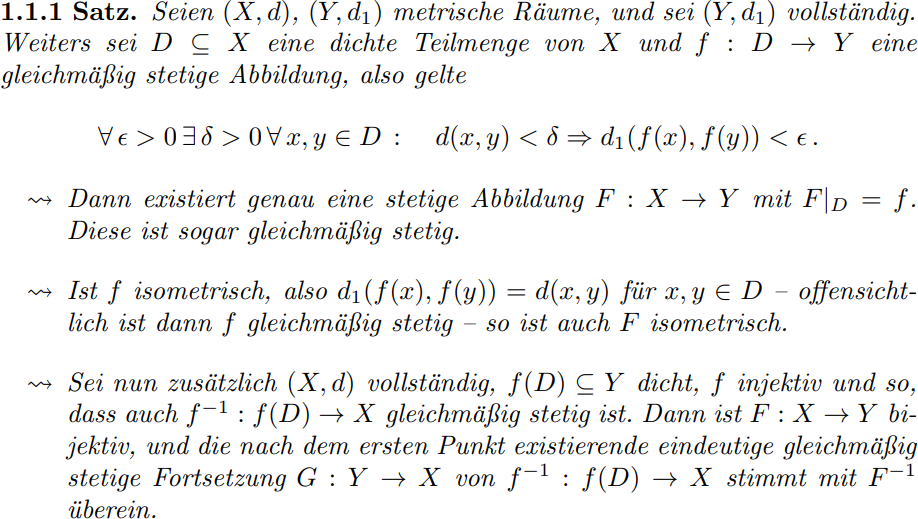 1.1.1 Satz. Seien (X, d), (Y, d₁) metrische Räume, und sei (Y, d₁) vollständig.
Weiters sei D ⊆ X eine dichte Teilmenge von X und f : D → Y eine
gleichmäßig stetige Abbildung, also gelte
∀ ϵ > 0 ∃ δ > 0 ∀ x, y ∈ D : d(x, y) < δ ⇒ d₁(f(x), f(y)) < ϵ .
⇝ Dann existiert genau eine stetige Abbildung F : X → Y mit F|_D = f.
Diese ist sogar gleichmäßig stetig.
⇝ Ist f isometrisch, also d₁(f(x), f(y)) = d(x, y) für x, y ∈ D – offensicht-
lich ist dann f gleichmäßig stetig – so ist auch F isometrisch.
⇝ Sei nun zusätzlich (X, d) vollständig, f(D) ⊆ Y dicht, f injektiv und so,
dass auch f⁻¹ : f(D) → X gleichmäßig stetig ist. Dann ist F : X → Y bi-
jektiv, und die nach dem ersten Punkt existierende eindeutige gleichmäßig
stetige Fortsetzung G : Y → X von f⁻¹ : f(D) → X stimmt mit F⁻¹
überein.